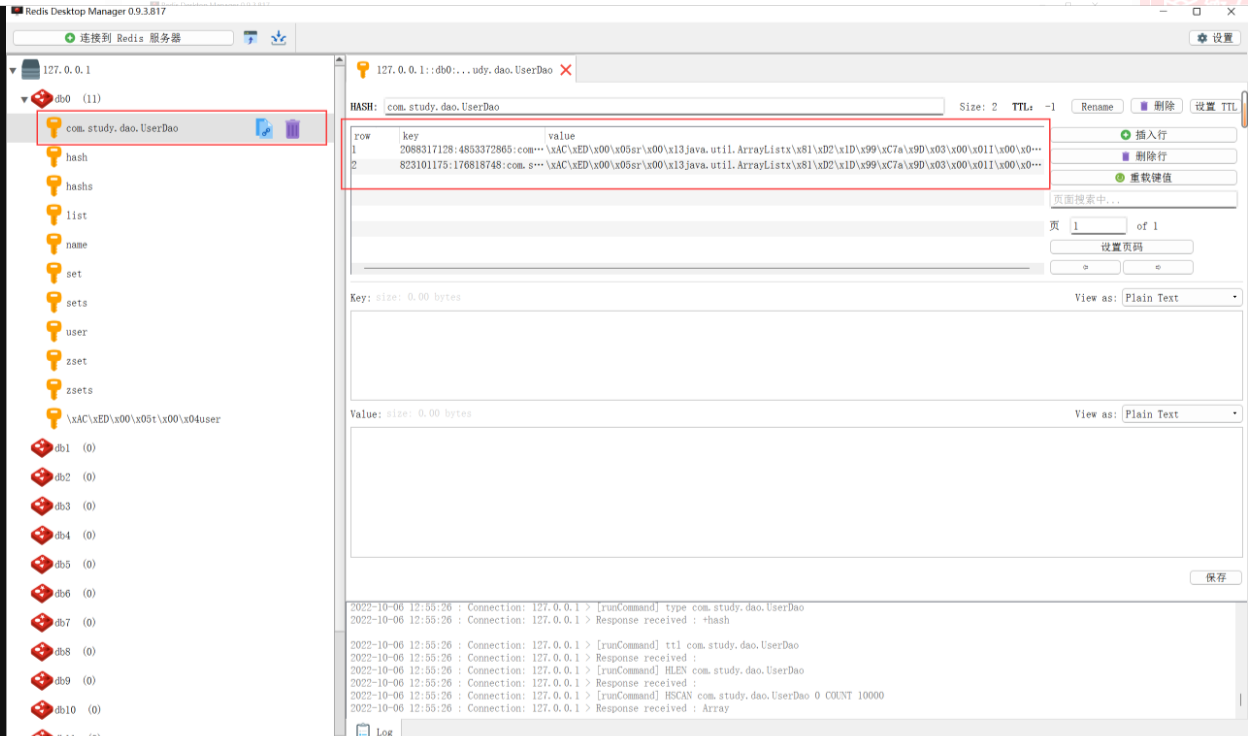 Redis Desktop Manager 0.9.3.817
连接到 Redis 服务器
设置
127.0.0.1
db0 (11)
com.study.dao.UserDao
hash
hashs
list
name
set
sets
user
zset
zsets
\xAC\xED\x00\x05t\x00\x04user
db1 (0)
db2 (0)
db3 (0)
db4 (0)
db5 (0)
db6 (0)
db7 (0)
db8 (0)
db9 (0)
db10 (0)
127.0.0.1::db0:...udy.dao.UserDao
HASH: com.study.dao.UserDao Size: 2 TTL: -1 Rename 删除 设置 TTL
row key value
1 2088317128:4853372865:com··· \xAC\xED\x00\x05sr\x00\x13java.util.ArrayListx\x81\xD2\x1D\x99\xC7a\x9D\x03\x00\x01I\x00\x0···
2 823101175:176818748:com.s··· \xAC\xED\x00\x05sr\x00\x13java.util.ArrayListx\x81\xD2\x1D\x99\xC7a\x9D\x03\x00\x01I\x00\x0···
插入行
删除行
重载键值
页面搜索中...
页 1 of 1
设置页码
Key: size: 0.00 bytes View as: Plain Text
Value: size: 0.00 bytes View as: Plain Text
保存
2022-10-06 12:55:26 : Connection: 127.0.0.1 > [runCommand] type com.study.dao.UserDao
2022-10-06 12:55:26 : Connection: 127.0.0.1 > Response received : +hash
2022-10-06 12:55:26 : Connection: 127.0.0.1 > [runCommand] ttl com.study.dao.UserDao
2022-10-06 12:55:26 : Connection: 127.0.0.1 > Response received :
2022-10-06 12:55:26 : Connection: 127.0.0.1 > [runCommand] HLEN com.study.dao.UserDao
2022-10-06 12:55:26 : Connection: 127.0.0.1 > Response received :
2022-10-06 12:55:26 : Connection: 127.0.0.1 > [runCommand] HSCAN com.study.dao.UserDao 0 COUNT 10000
2022-10-06 12:55:26 : Connection: 127.0.0.1 > Response received : Array
Log